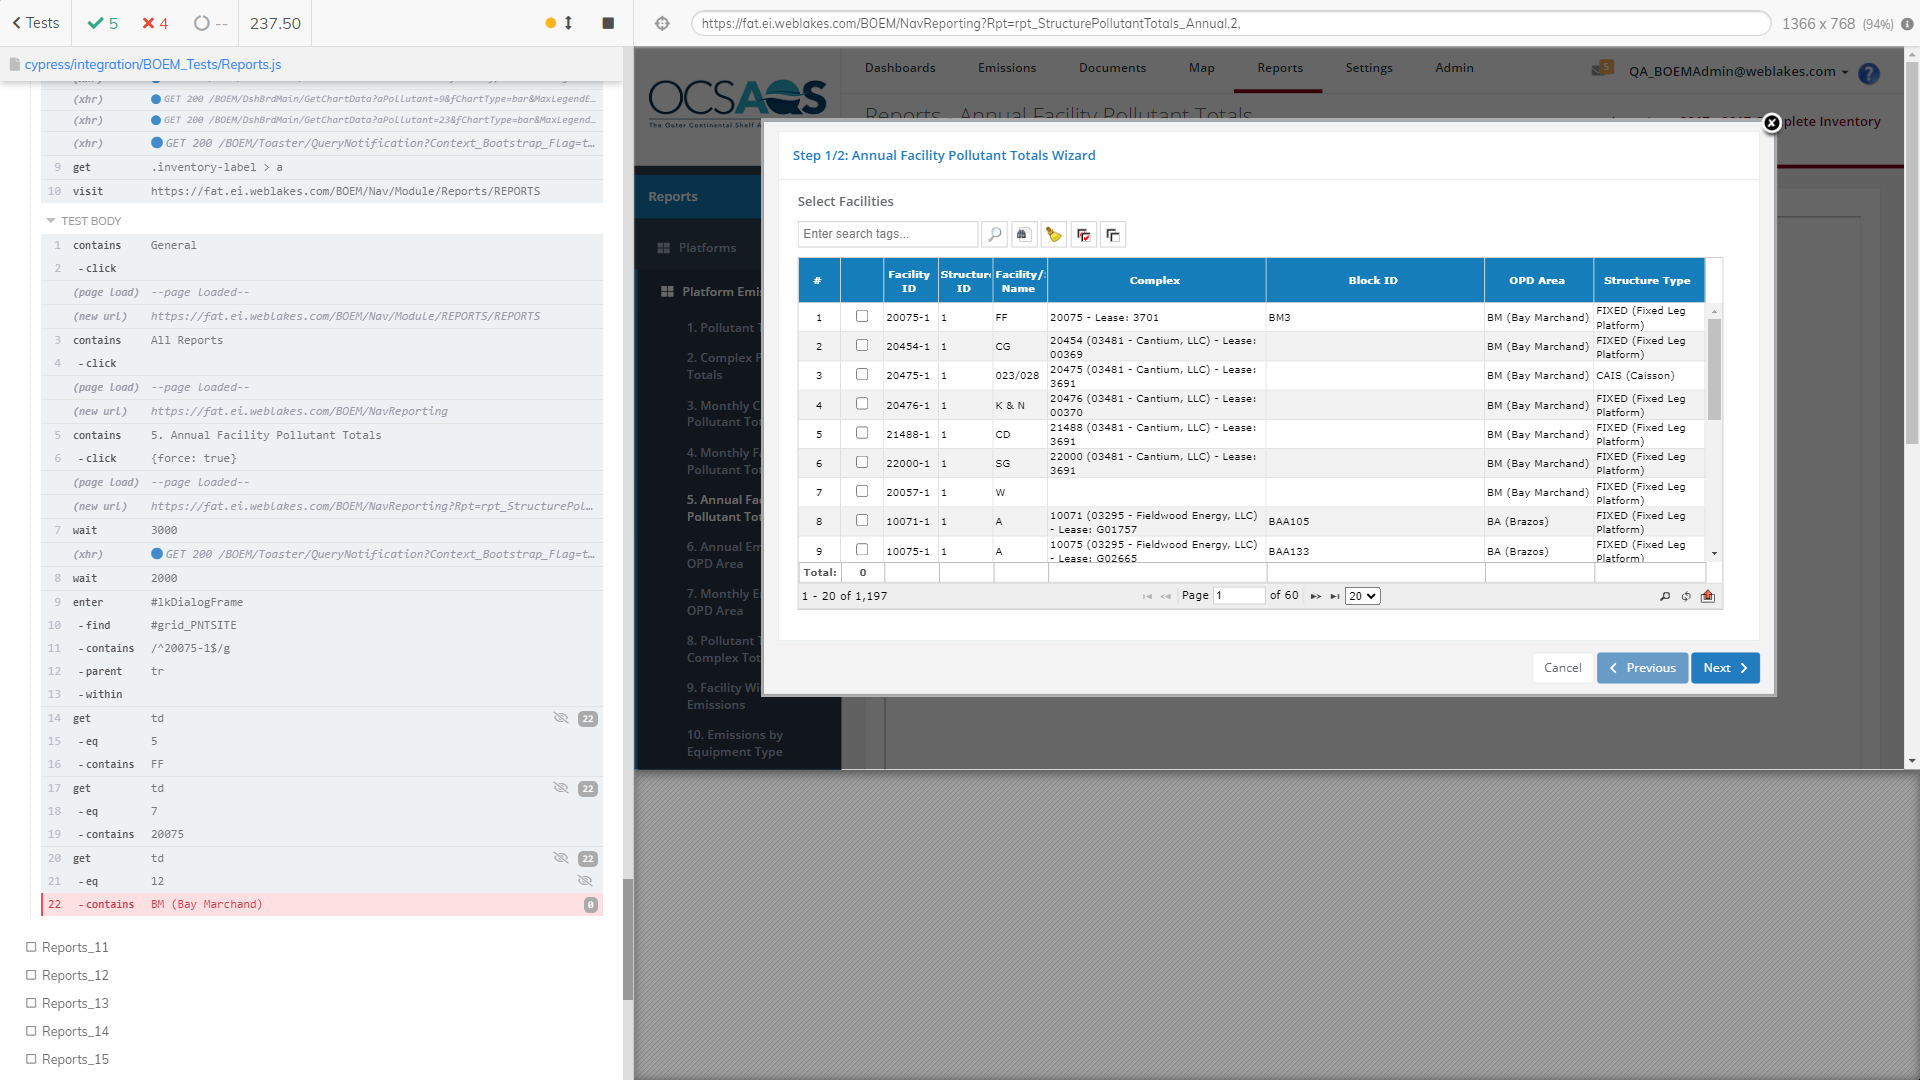 Tests 5 4 -- 237.50
https://fat.ei.weblakes.com/BOEM/NavReporting?Rpt=rpt_StructurePollutantTotals_Annual,2,
1366 x 768 (94%)
cypress/integration/BOEM_Tests/Reports.js
(xhr) GET 200 /BOEM/DshBrdMain/GetChartData?aPollutant=9&fChartType=bar&MaxLegendE...
(xhr) GET 200 /BOEM/DshBrdMain/GetChartData?aPollutant=23&fChartType=bar&MaxLegend...
(xhr) GET 200 /BOEM/Toaster/QueryNotification?Context_Bootstrap_Flag=t...
9 get .inventory-label > a
10 visit https://fat.ei.weblakes.com/BOEM/Nav/Module/Reports/REPORTS
TEST BODY
1 contains General
2 -click
(page load) --page loaded--
(new url) https://fat.ei.weblakes.com/BOEM/Nav/Module/REPORTS/REPORTS
3 contains All Reports
4 -click
(page load) --page loaded--
(new url) https://fat.ei.weblakes.com/BOEM/NavReporting
5 contains 5. Annual Facility Pollutant Totals
6 -click {force: true}
(page load) --page loaded--
(new url) https://fat.ei.weblakes.com/BOEM/NavReporting?Rpt=rpt_StructurePol...
7 wait 3000
(xhr) GET 200 /BOEM/Toaster/QueryNotification?Context_Bootstrap_Flag=t...
8 wait 2000
9 enter #lkDialogFrame
10 -find #grid_PNTSITE
11 -contains /^20075-1$/g
12 -parent tr
13 -within
14 get td 22
15 -eq 5
16 -contains FF
17 get td 22
18 -eq 7
19 -contains 20075
20 get td 22
21 -eq 12
22 -contains BM (Bay Marchand) 0
Reports_11
Reports_12
Reports_13
Reports_14
Reports_15
OCSAQS
Dashboards Emissions Documents Map Reports Settings Admin
5 QA_BOEMAdmin@weblakes.com ?
Reports - Annual Facility Pollutant Totals
plete Inventory
Reports
Platforms
Platform Emi
1. Pollutant T
2. Complex P
Totals
3. Monthly C
Pollutant Tot
4. Monthly Fa
Pollutant Tot
5. Annual Fac
Pollutant Tot
6. Annual Em
OPD Area
7. Monthly E
OPD Area
8. Pollutant T
Complex Tot
9. Facility Wi
Emissions
10. Emissions by
Equipment Type
Step 1/2: Annual Facility Pollutant Totals Wizard
Select Facilities
Enter search tags...
# Facility ID Structure ID Facility/ Name Complex Block ID OPD Area Structure Type
1 20075-1 1 FF 20075 - Lease: 3701 BM3 BM (Bay Marchand) FIXED (Fixed Leg Platform)
2 20454-1 1 CG 20454 (03481 - Cantium, LLC) - Lease: 00369 BM (Bay Marchand) FIXED (Fixed Leg Platform)
3 20475-1 1 023/028 20475 (03481 - Cantium, LLC) - Lease: 3691 BM (Bay Marchand) CAIS (Caisson)
4 20476-1 1 K & N 20476 (03481 - Cantium, LLC) - Lease: 00370 BM (Bay Marchand) FIXED (Fixed Leg Platform)
5 21488-1 1 CD 21488 (03481 - Cantium, LLC) - Lease: 3691 BM (Bay Marchand) FIXED (Fixed Leg Platform)
6 22000-1 1 SG 22000 (03481 - Cantium, LLC) - Lease: 3691 BM (Bay Marchand) FIXED (Fixed Leg Platform)
7 20057-1 1 W BM (Bay Marchand) FIXED (Fixed Leg Platform)
8 10071-1 1 A 10071 (03295 - Fieldwood Energy, LLC) - Lease: G01757 BAA105 BA (Brazos) FIXED (Fixed Leg Platform)
9 10075-1 1 A 10075 (03295 - Fieldwood Energy, LLC) - Lease: G02665 BAA133 BA (Brazos) FIXED (Fixed Leg Platform)
Total: 0
1 - 20 of 1,197 Page 1 of 60 20
Cancel Previous Next